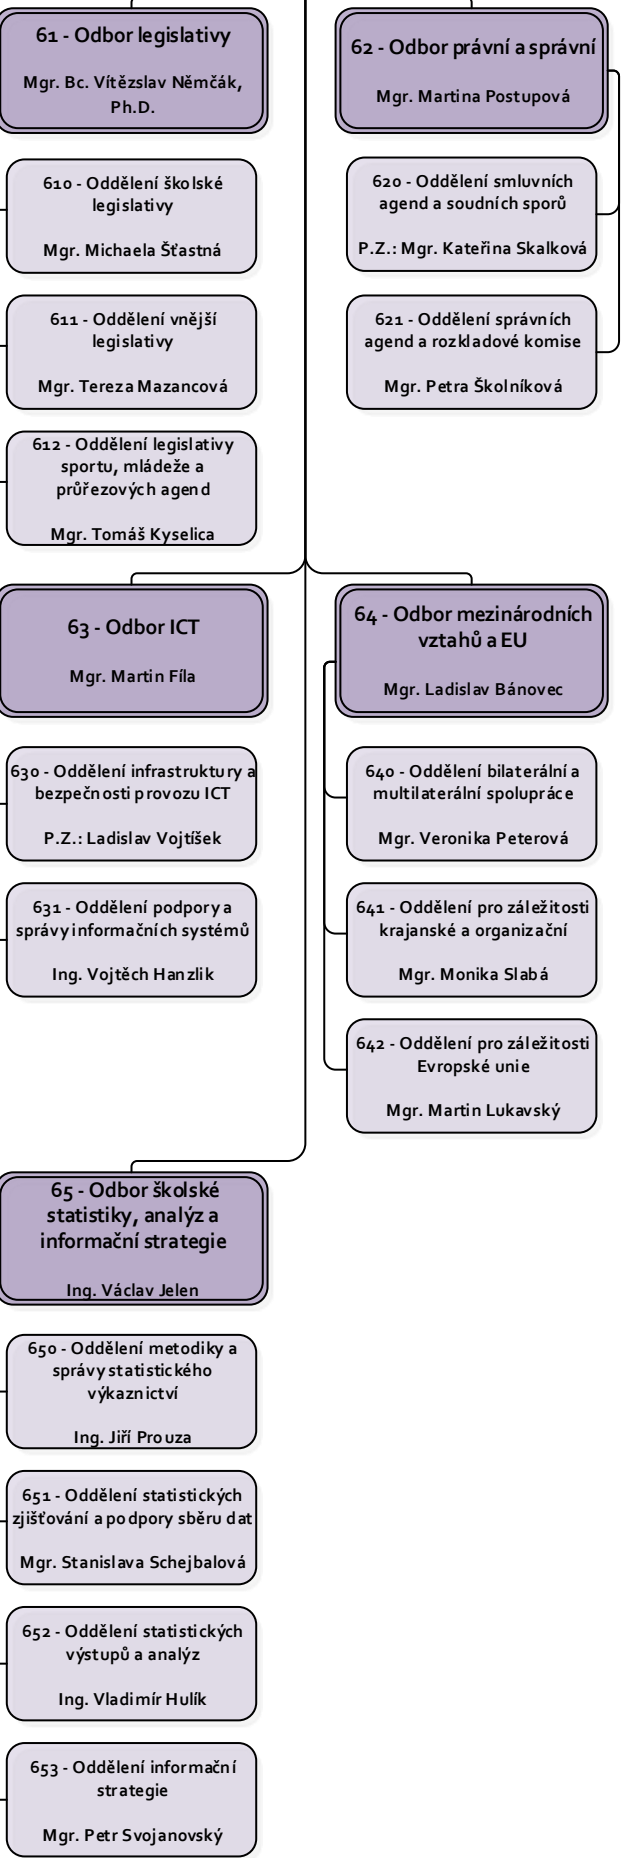 61 - Odbor legislativy
Mgr. Bc. Vítězslav Němčák,
Ph.D.
610 - Oddělení školské
legislativy
Mgr. Michaela Šťastná
611 - Oddělení vnější
legislativy
Mgr. Tereza Mazancová
612 - Oddělení legislativy
sportu, mládeže a
průřezových agend
Mgr. Tomáš Kyselica
62 - Odbor právní a správní
Mgr. Martina Postupová
620 - Oddělení smluvních
agend a soudních sporů
P.Z.: Mgr. Kateřina Skalková
621 - Oddělení správních
agend a rozkladové komise
Mgr. Petra Školníková
63 - Odbor ICT
Mgr. Martin Fíla
630 - Oddělení infrastruktury a
bezpečnosti provozu ICT
P.Z.: Ladislav Vojtíšek
631 - Oddělení podpory a
správy informačních systémů
Ing. Vojtěch Hanzlik
64 - Odbor mezinárodních
vztahů a EU
Mgr. Ladislav Bánovec
640 - Oddělení bilaterální a
multilaterální spolupráce
Mgr. Veronika Peterová
641 - Oddělení pro záležitosti
krajanské a organizační
Mgr. Monika Slabá
642 - Oddělení pro záležitosti
Evropské unie
Mgr. Martin Lukavský
65 - Odbor školské
statistiky, analýz a
informační strategie
Ing. Václav Jelen
650 - Oddělení metodiky a
správy statistického
výkaznictví
Ing. Jiří Prouza
651 - Oddělení statistických
zjišťování a podpory sběru dat
Mgr. Stanislava Schejbalová
652 - Oddělení statistických
výstupů a analýz
Ing. Vladimír Hulík
653 - Oddělení informační
strategie
Mgr. Petr Svojanovský